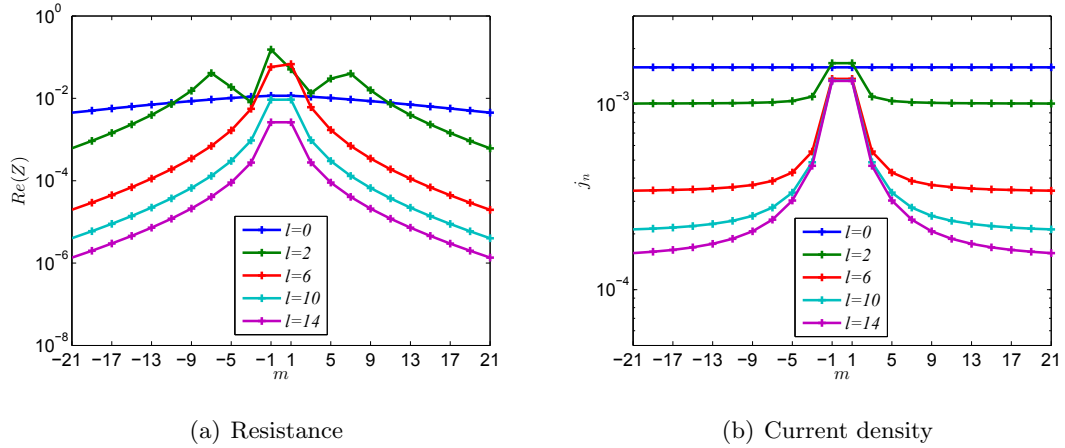 10^0
10^{-2}
10^{-4}
10^{-6}
10^{-8}
Re(Z)
l=0
l=2
l=6
l=10
l=14
−21 −17 −13 −9 −5 −1 1 5 9 13 17 21
m
(a) Resistance
10^{-3}
10^{-4}
j_n
l=0
l=2
l=6
l=10
l=14
−21 −17 −13 −9 −5 −1 1 5 9 13 17 21
m
(b) Current density